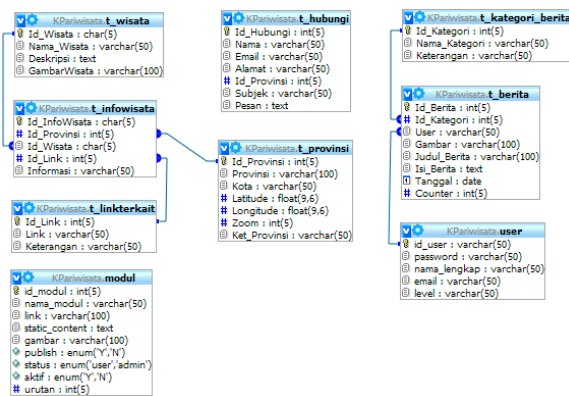 KPariwisata.t_wisata
Id_Wisata : char(5)
Nama_Wisata : varchar(50)
Deskripsi : text
GambarWisata : varchar(100)
KPariwisata.t_infowisata
Id_InfoWisata : char(5)
Id_Provinsi : int(5)
Id_Wisata : char(5)
Id_Link : int(5)
Informasi : varchar(50)
KPariwisata.t_linkterkait
Id_Link : int(5)
Link : varchar(50)
Keterangan : varchar(50)
KPariwisata.modul
id_modul : int(5)
nama_modul : varchar(50)
link : varchar(100)
static_content : text
gambar : varchar(100)
publish : enum('Y','N')
status : enum('user','admin')
aktif : enum('Y','N')
urutan : int(5)
KPariwisata.t_hubungi
Id_Hubungi : int(5)
Nama : varchar(50)
Email : varchar(50)
Alamat : varchar(50)
Id_Provinsi : int(5)
Subjek : varchar(50)
Pesan : text
KPariwisata.t_provinsi
Id_Provinsi : int(5)
Provinsi : varchar(100)
Kota : varchar(50)
Latitude : float(9,6)
Longitude : float(9,6)
Zoom : int(5)
Ket_Provinsi : varchar(50)
KPariwisata.t_kategori_berita
Id_Kategori : int(5)
Nama_Kategori : varchar(50)
Keterangan : varchar(50)
KPariwisata.t_berita
Id_Berita : int(5)
Id_Kategori : int(5)
User : varchar(50)
Gambar : varchar(100)
Judul_Berita : varchar(100)
Isi_Berita : text
Tanggal : date
Counter : int(5)
KPariwisata.user
id_user : varchar(50)
password : varchar(50)
nama_lengkap : varchar(50)
email : varchar(50)
level : varchar(50)